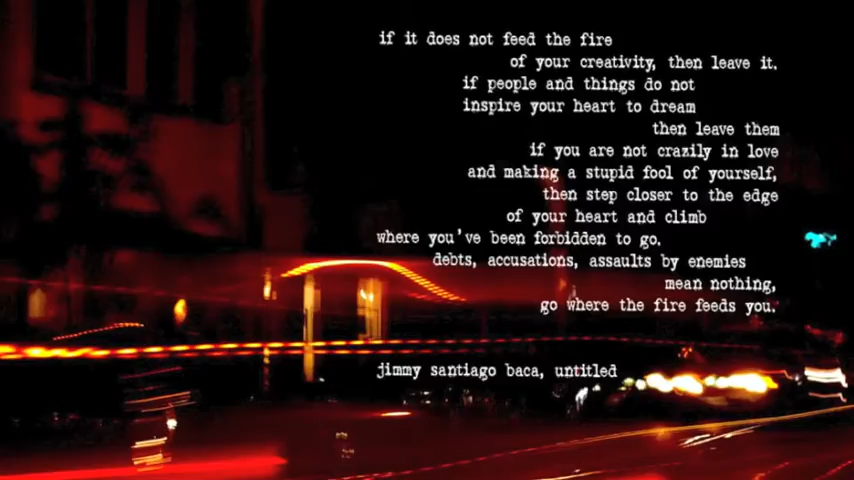 if it does not feed the fire
of your creativity, then leave it.
if people and things do not
inspire your heart to dream
then leave them
if you are not crazily in love
and making a stupid fool of yourself,
then step closer to the edge
of your heart and climb
where you've been forbidden to go.
debts, accusations, assaults by enemies
mean nothing,
go where the fire feeds you.
jimmy santiago baca, untitled